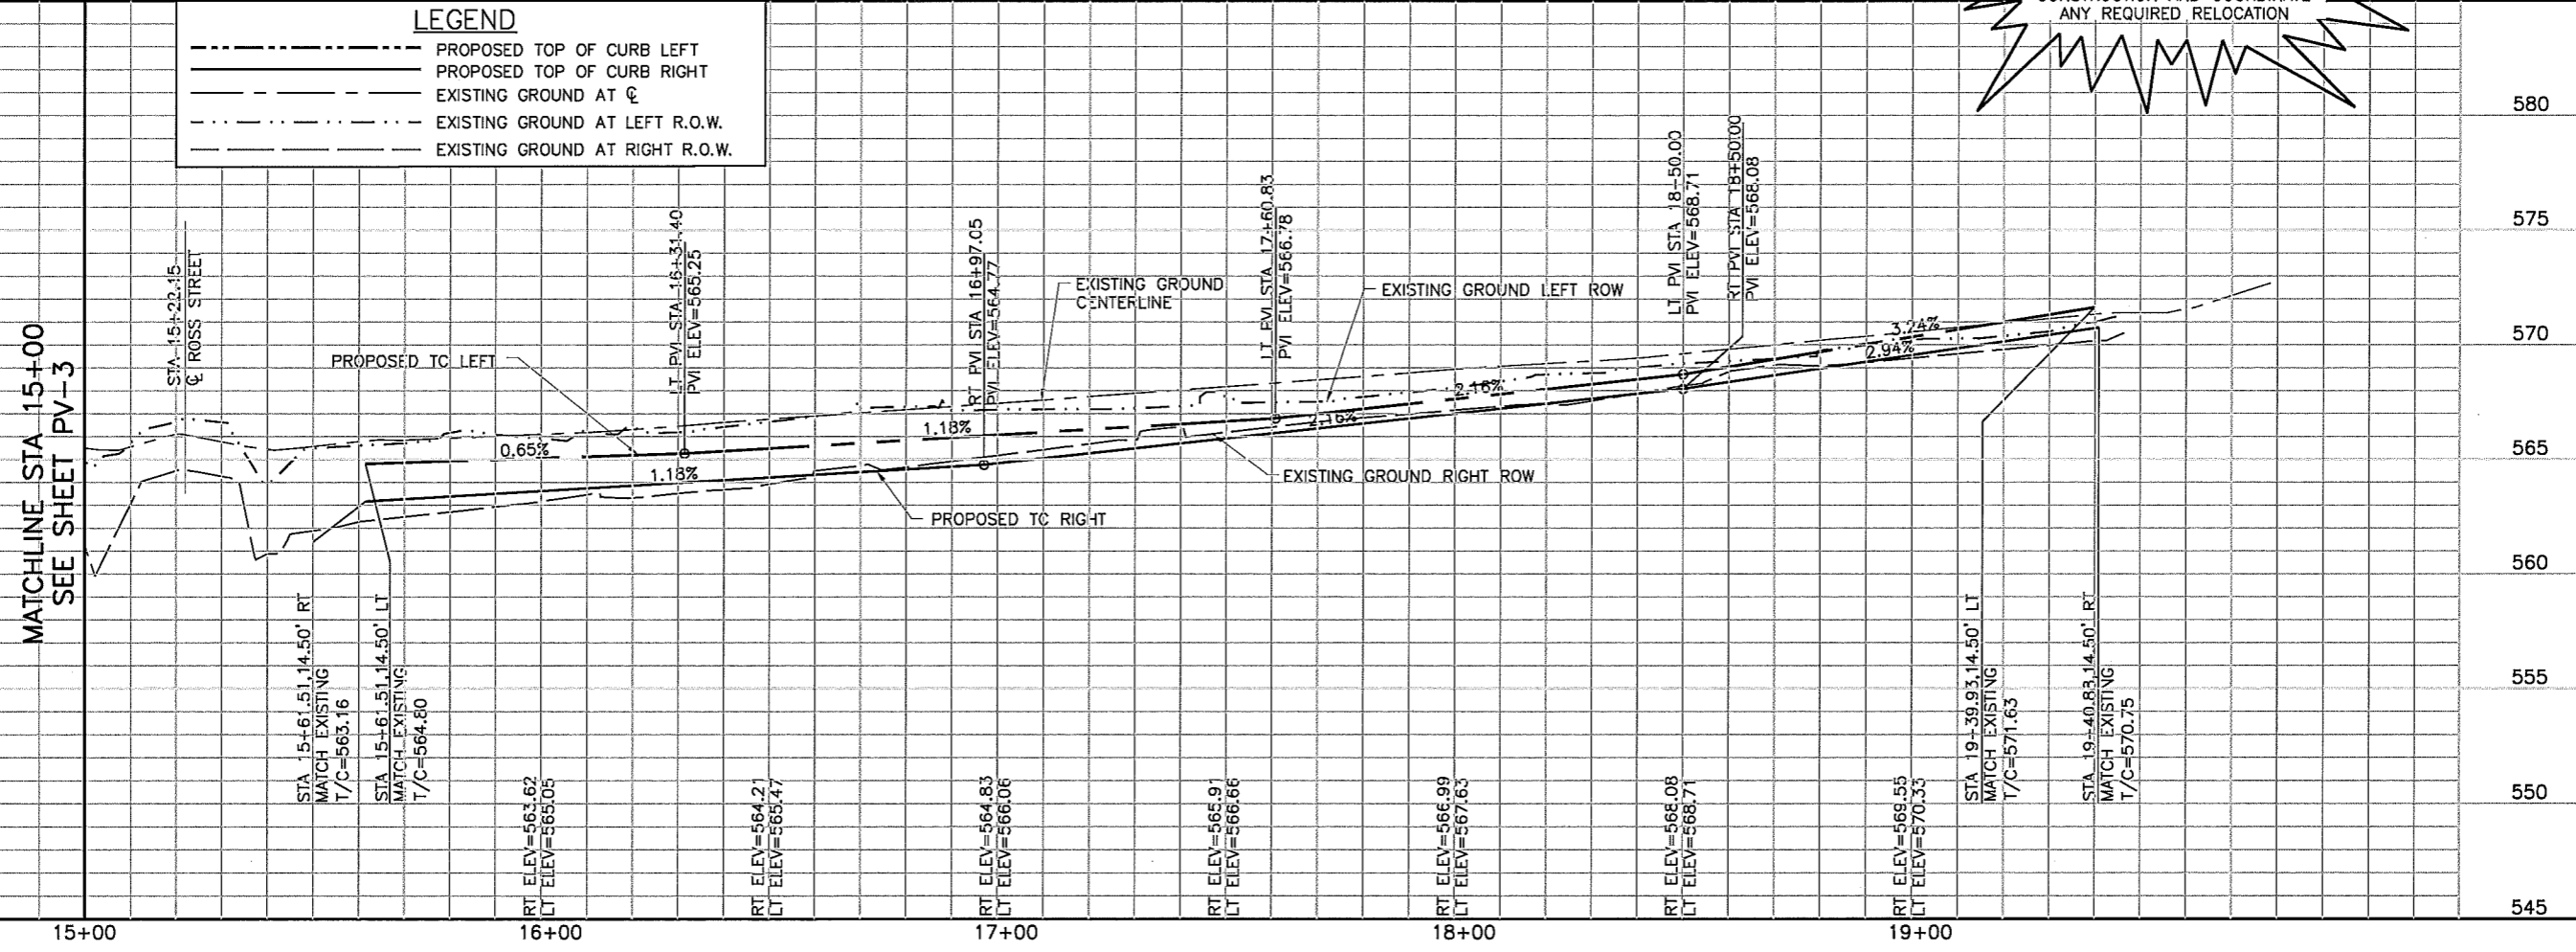 LEGEND
PROPOSED TOP OF CURB LEFT
PROPOSED TOP OF CURB RIGHT
EXISTING GROUND AT ℄
EXISTING GROUND AT LEFT R.O.W.
EXISTING GROUND AT RIGHT R.O.W.
ANY REQUIRED RELOCATION
580
575
570
565
560
555
550
545
MATCHLINE STA 15+00
SEE SHEET PV-3
STA 15+22.15
℄ ROSS STREET
PROPOSED TC LEFT
LT PVI STA 16+31.40
PVI ELEV=565.25
RT PVI STA 16+97.05
PVI ELEV=564.77
EXISTING GROUND
CENTERLINE
LT PVI STA 17+60.83
PVI ELEV=566.78
EXISTING GROUND LEFT ROW
LT PVI STA 18+50.00
PVI ELEV=568.71
RT PVI STA 18+50.00
PVI ELEV=568.08
0.65%
1.18%
1.18%
2.16%
2.16%
3.24%
2.94%
EXISTING GROUND RIGHT ROW
PROPOSED TC RIGHT
STA 15+61.51,14.50' RT
MATCH EXISTING
T/C=563.16
STA 15+61.51,14.50' LT
MATCH EXISTING
T/C=564.80
STA 19+39.93,14.50' LT
MATCH EXISTING
T/C=571.63
STA 19+40.83,14.50' RT
MATCH EXISTING
T/C=570.75
RT ELEV=563.62
LT ELEV=565.05
RT ELEV=564.21
LT ELEV=565.47
RT ELEV=564.83
LT ELEV=566.06
RT ELEV=565.91
LT ELEV=566.66
RT ELEV=566.99
LT ELEV=567.63
RT ELEV=568.08
LT ELEV=568.71
RT ELEV=569.55
LT ELEV=570.33
15+00
16+00
17+00
18+00
19+00